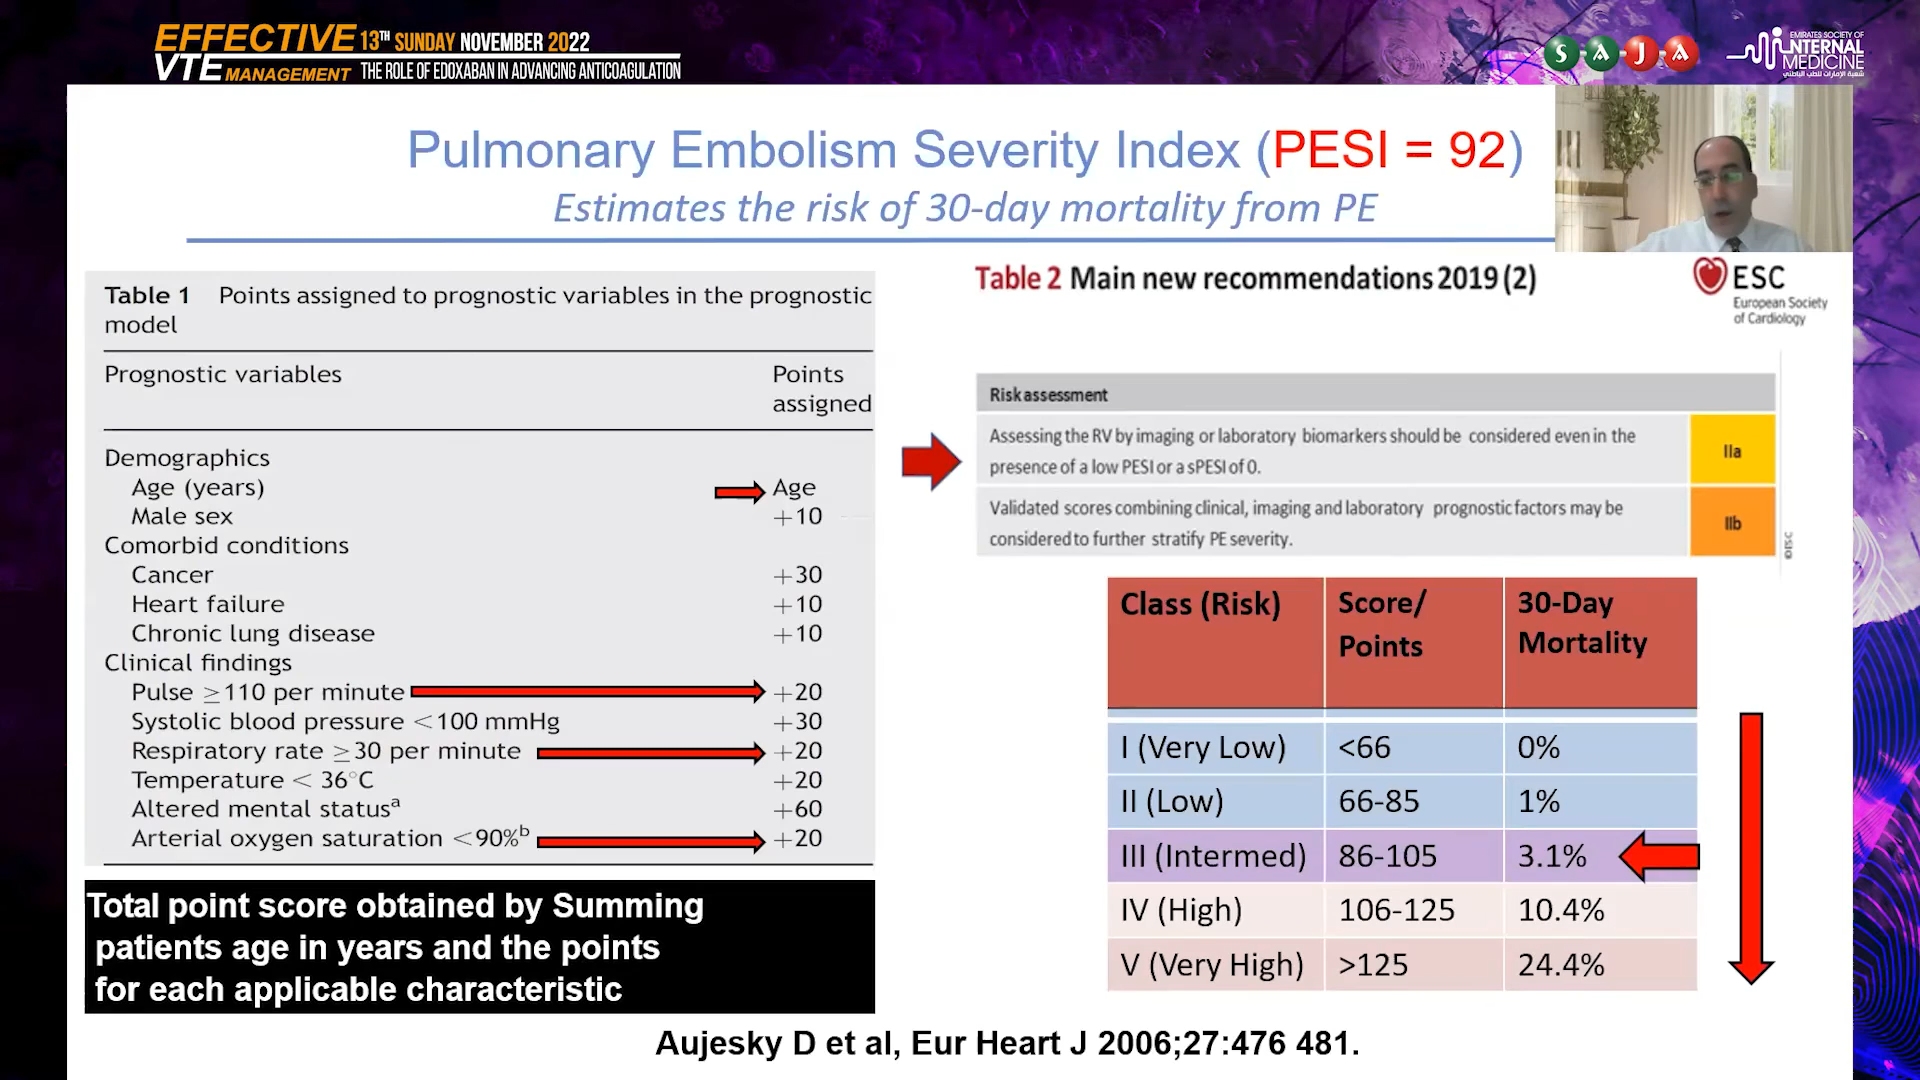 EFFECTIVE 13TH SUNDAY NOVEMBER 2022
VTE MANAGEMENT THE ROLE OF EDOXABAN IN ADVANCING ANTICOAGULATION
S A J A
EMIRATES SOCIETY OF
INTERNAL
MEDICINE
شعبة الإمارات للطب الباطني
Pulmonary Embolism Severity Index (PESI = 92)
Estimates the risk of 30-day mortality from PE
Table 1 Points assigned to prognostic variables in the prognostic
model
Prognostic variables Points
assigned
Demographics
Age (years) Age
Male sex +10
Comorbid conditions
Cancer +30
Heart failure +10
Chronic lung disease +10
Clinical findings
Pulse ≥110 per minute +20
Systolic blood pressure <100 mmHg +30
Respiratory rate ≥30 per minute +20
Temperature < 36°C +20
Altered mental statusᵃ +60
Arterial oxygen saturation <90%ᵇ +20
Total point score obtained by Summing
patients age in years and the points
for each applicable characteristic
Table 2 Main new recommendations 2019 (2)
ESC
European Society
of Cardiology
Risk assessment
Assessing the RV by imaging or laboratory biomarkers should be considered even in the
presence of a low PESI or a sPESI of 0.
IIa
Validated scores combining clinical, imaging and laboratory prognostic factors may be
considered to further stratify PE severity.
IIb
©ESC
Class (Risk) Score/ 30-Day
Points Mortality
I (Very Low) <66 0%
II (Low) 66-85 1%
III (Intermed) 86-105 3.1%
IV (High) 106-125 10.4%
V (Very High) >125 24.4%
Aujesky D et al, Eur Heart J 2006;27:476 481.